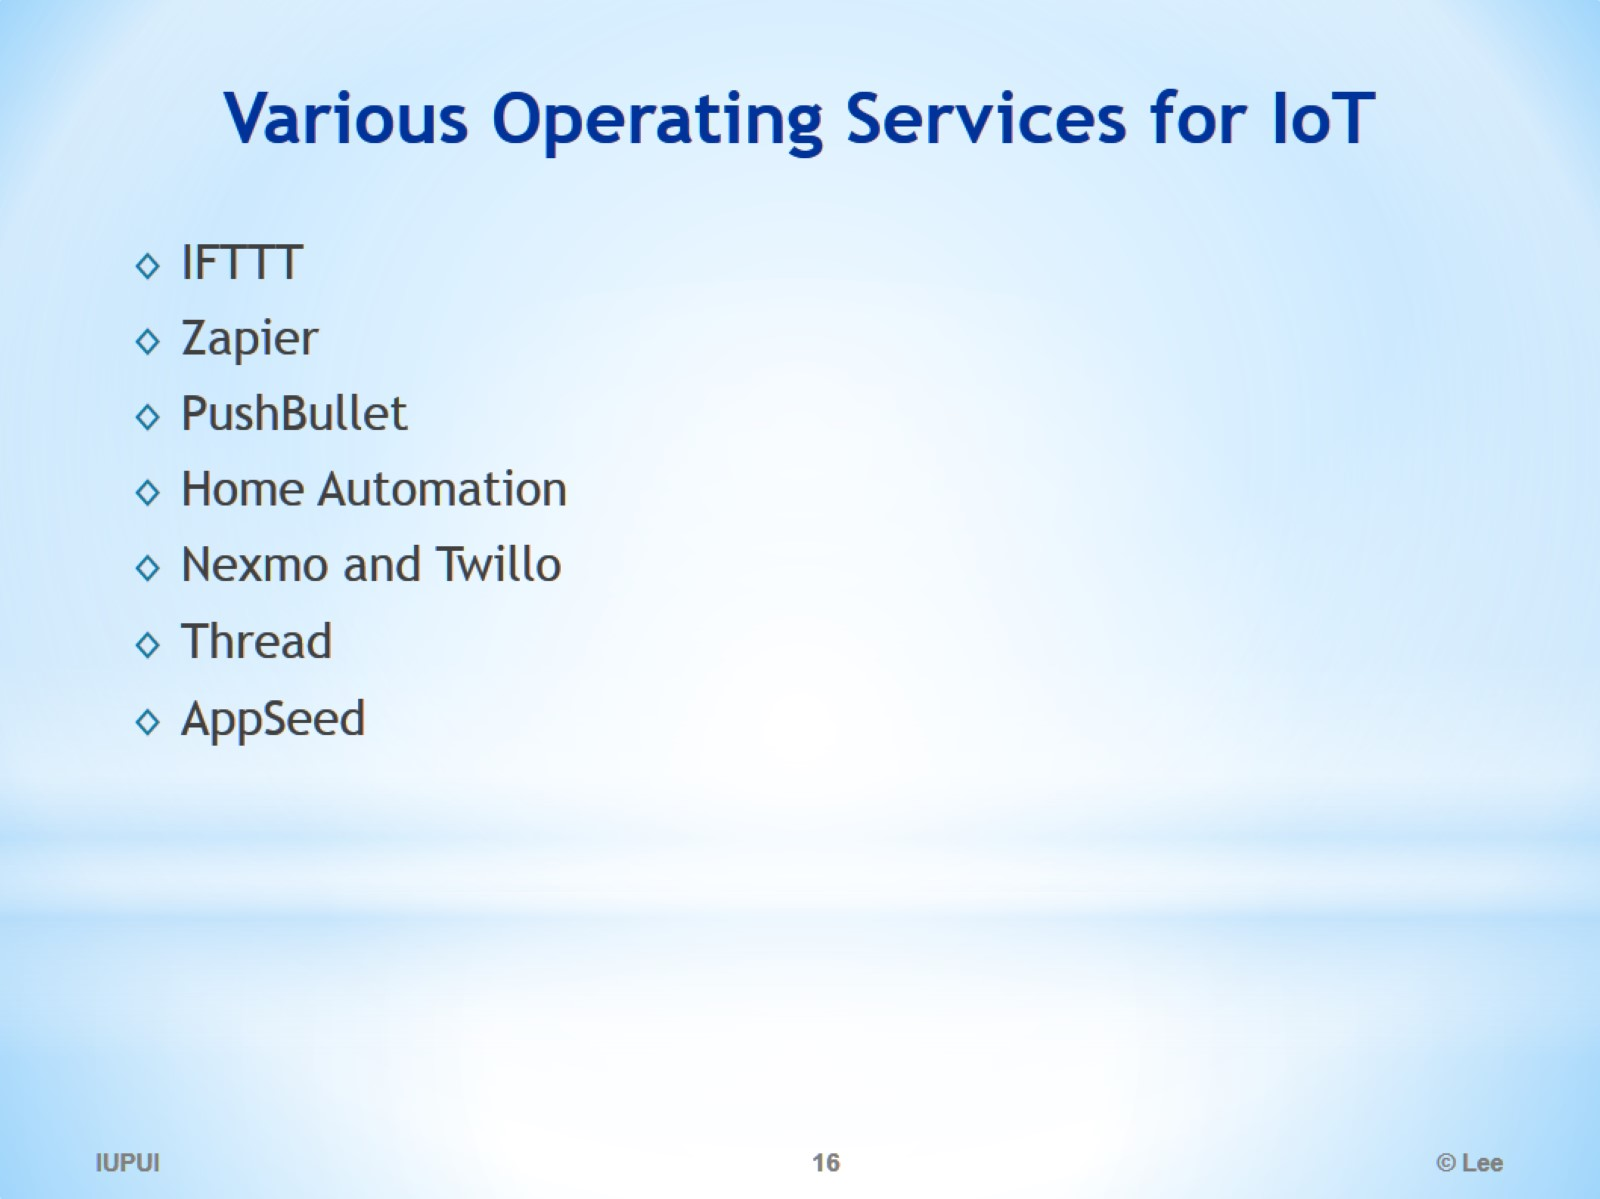 Various Operating Services for IoT
◇ IFTTT
◇ Zapier
◇ PushBullet
◇ Home Automation
◇ Nexmo and Twillo
◇ Thread
◇ AppSeed
IUPUI 16 © Lee